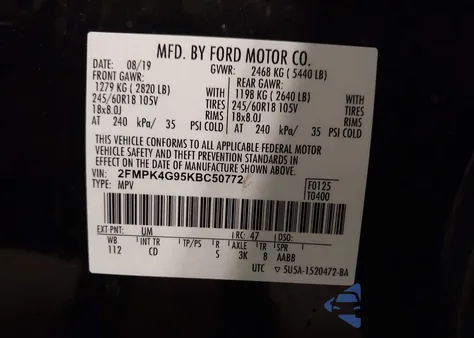 MFD. BY FORD MOTOR CO.
DATE: 08/19 GVWR: 2468 KG ( 5440 LB)
FRONT GAWR: REAR GAWR:
1279 KG ( 2820 LB) WITH 1198 KG ( 2640 LB) WITH
245/60R18 105V TIRES 245/60R18 105V TIRES
18x8.0J RIMS 18x8.0J RIMS
AT 240 kPa/ 35 PSI COLD AT 240 kPa/ 35 PSI COLD
THIS VEHICLE CONFORMS TO ALL APPLICABLE FEDERAL MOTOR
VEHICLE SAFETY AND THEFT PREVENTION STANDARDS IN
EFFECT ON THE DATE OF MANUFACTURE SHOWN ABOVE.
VIN: 2FMPK4G95KBC50772
TYPE: MPV F0125
T0400
EXT PNT: UM RC: 47 DSO:
WB INT TR TP/PS R AXLE TR SPR
112 CD S 3K 8 AABB
UTC ▽ 5U5A-1520472-BA